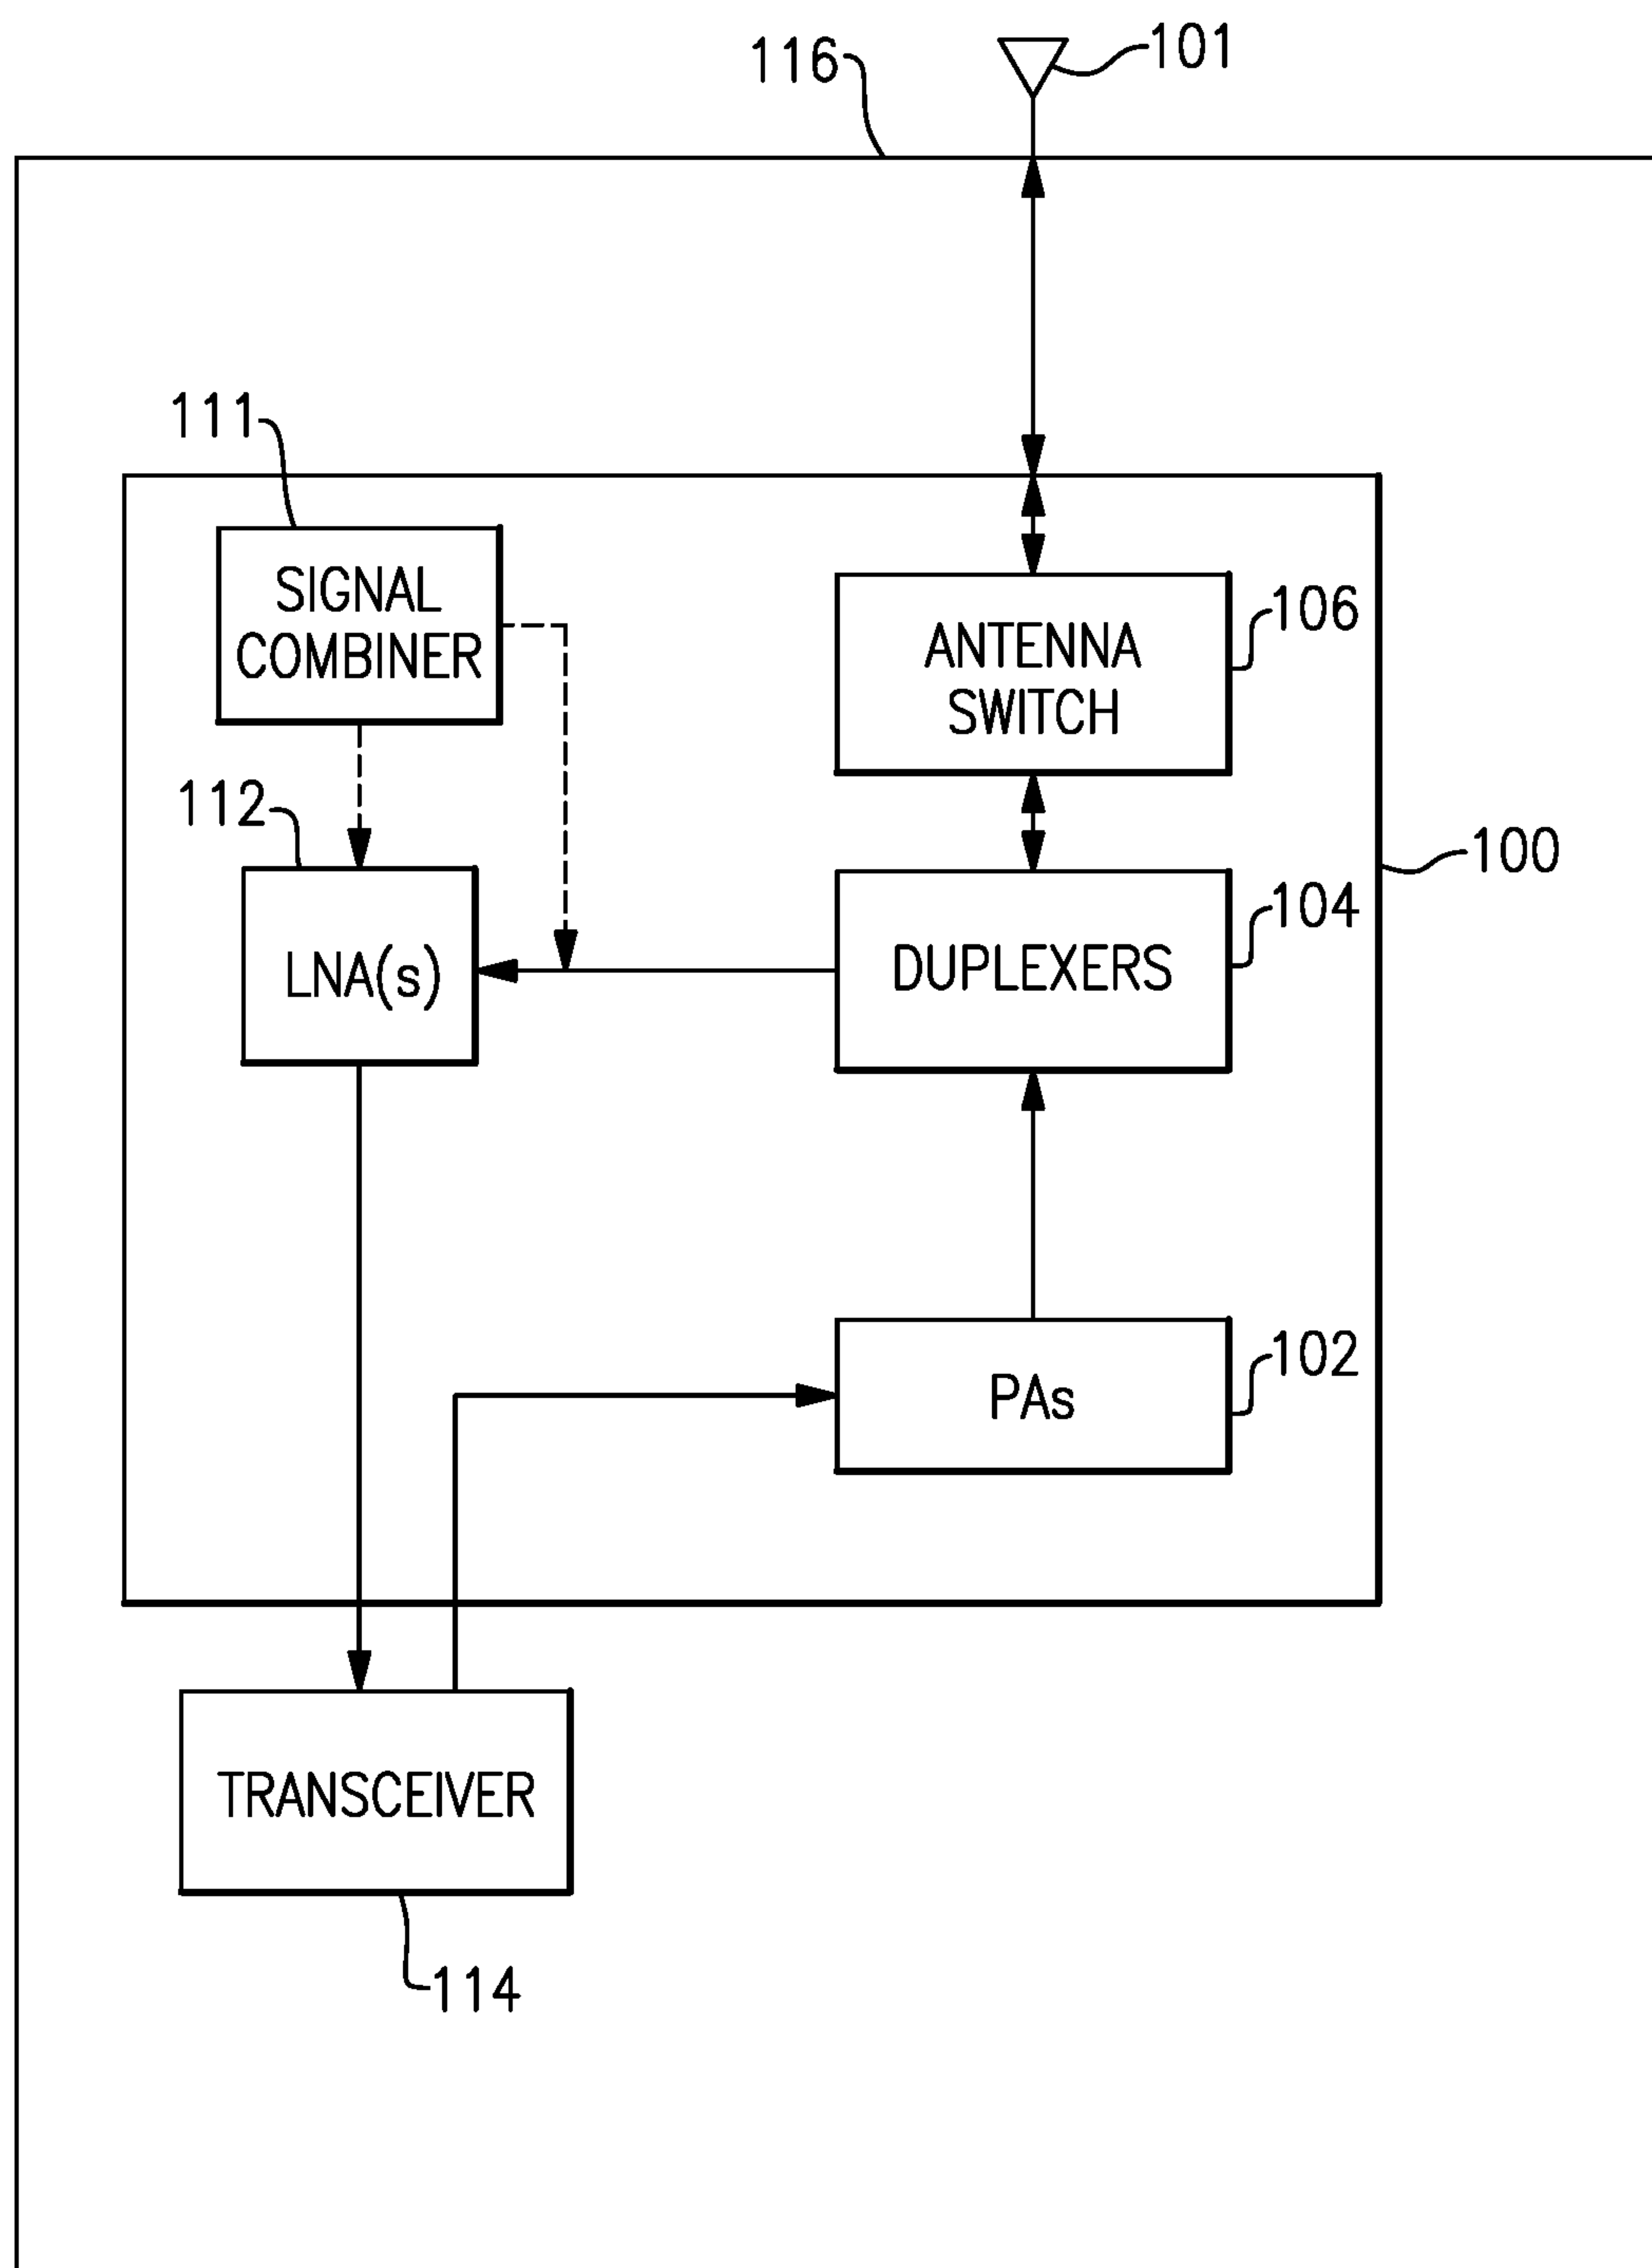 116
101
111
SIGNAL
COMBINER
106
ANTENNA
SWITCH
112
100
104
LNA(s)
DUPLEXERS
102
PAs
TRANSCEIVER
114